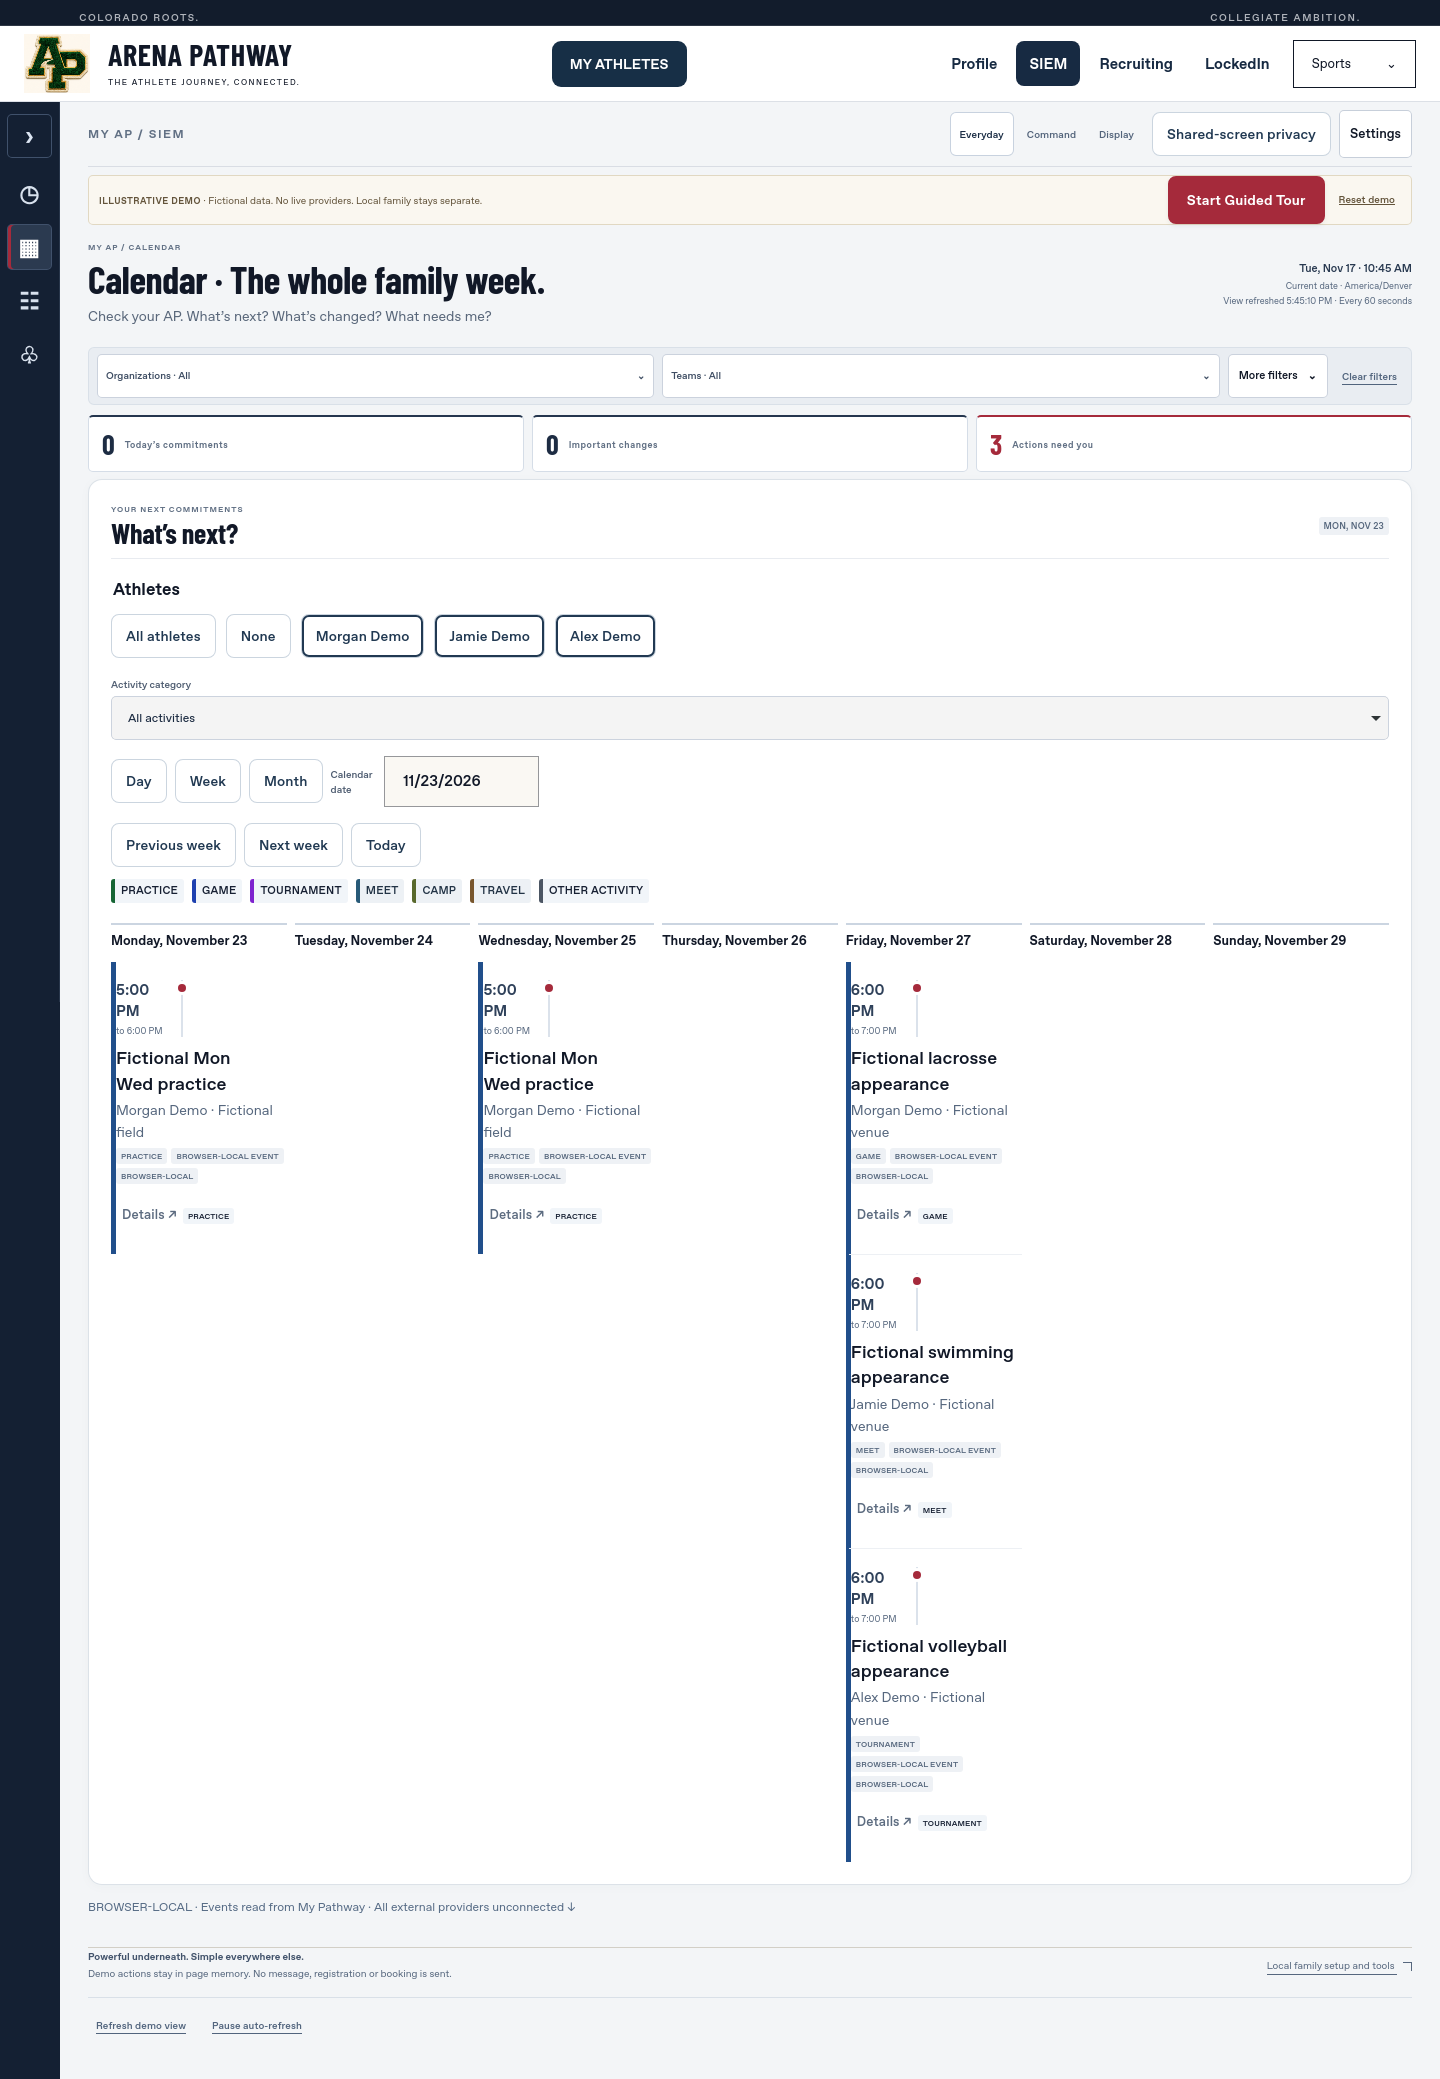 COLORADO ROOTS.
COLLEGIATE AMBITION.
AP
ARENA PATHWAY
THE ATHLETE JOURNEY, CONNECTED.
MY ATHLETES
Profile
SIEM
Recruiting
LockedIn
Sports
MY AP / SIEM
Everyday
Command
Display
Shared-screen privacy
Settings
ILLUSTRATIVE DEMO · Fictional data. No live providers. Local family stays separate.
Start Guided Tour
Reset demo
MY AP / CALENDAR
Calendar · The whole family week.
Check your AP. What’s next? What’s changed? What needs me?
Tue, Nov 17 · 10:45 AM
Current date · America/Denver
View refreshed 5:45:10 PM · Every 60 seconds
Organizations · All
Teams · All
More filters
Clear filters
0 Today’s commitments
0 Important changes
3 Actions need you
YOUR NEXT COMMITMENTS
What’s next?
MON, NOV 23
Athletes
All athletes
None
Morgan Demo
Jamie Demo
Alex Demo
Activity category
All activities
Day
Week
Month
Calendar
date
11/23/2026
Previous week
Next week
Today
PRACTICE
GAME
TOURNAMENT
MEET
CAMP
TRAVEL
OTHER ACTIVITY
Monday, November 23
5:00
PM
to 6:00 PM
Fictional Mon
Wed practice
Morgan Demo · Fictional
field
PRACTICE BROWSER-LOCAL EVENT
BROWSER-LOCAL
Details ↗ PRACTICE
Tuesday, November 24
Wednesday, November 25
5:00
PM
to 6:00 PM
Fictional Mon
Wed practice
Morgan Demo · Fictional
field
PRACTICE BROWSER-LOCAL EVENT
BROWSER-LOCAL
Details ↗ PRACTICE
Thursday, November 26
Friday, November 27
6:00
PM
to 7:00 PM
Fictional lacrosse
appearance
Morgan Demo · Fictional
venue
GAME BROWSER-LOCAL EVENT
BROWSER-LOCAL
Details ↗ GAME
6:00
PM
to 7:00 PM
Fictional swimming
appearance
Jamie Demo · Fictional
venue
MEET BROWSER-LOCAL EVENT
BROWSER-LOCAL
Details ↗ MEET
6:00
PM
to 7:00 PM
Fictional volleyball
appearance
Alex Demo · Fictional
venue
TOURNAMENT
BROWSER-LOCAL EVENT
BROWSER-LOCAL
Details ↗ TOURNAMENT
Saturday, November 28
Sunday, November 29
BROWSER-LOCAL · Events read from My Pathway · All external providers unconnected ↓
Powerful underneath. Simple everywhere else.
Demo actions stay in page memory. No message, registration or booking is sent.
Local family setup and tools
Refresh demo view
Pause auto-refresh